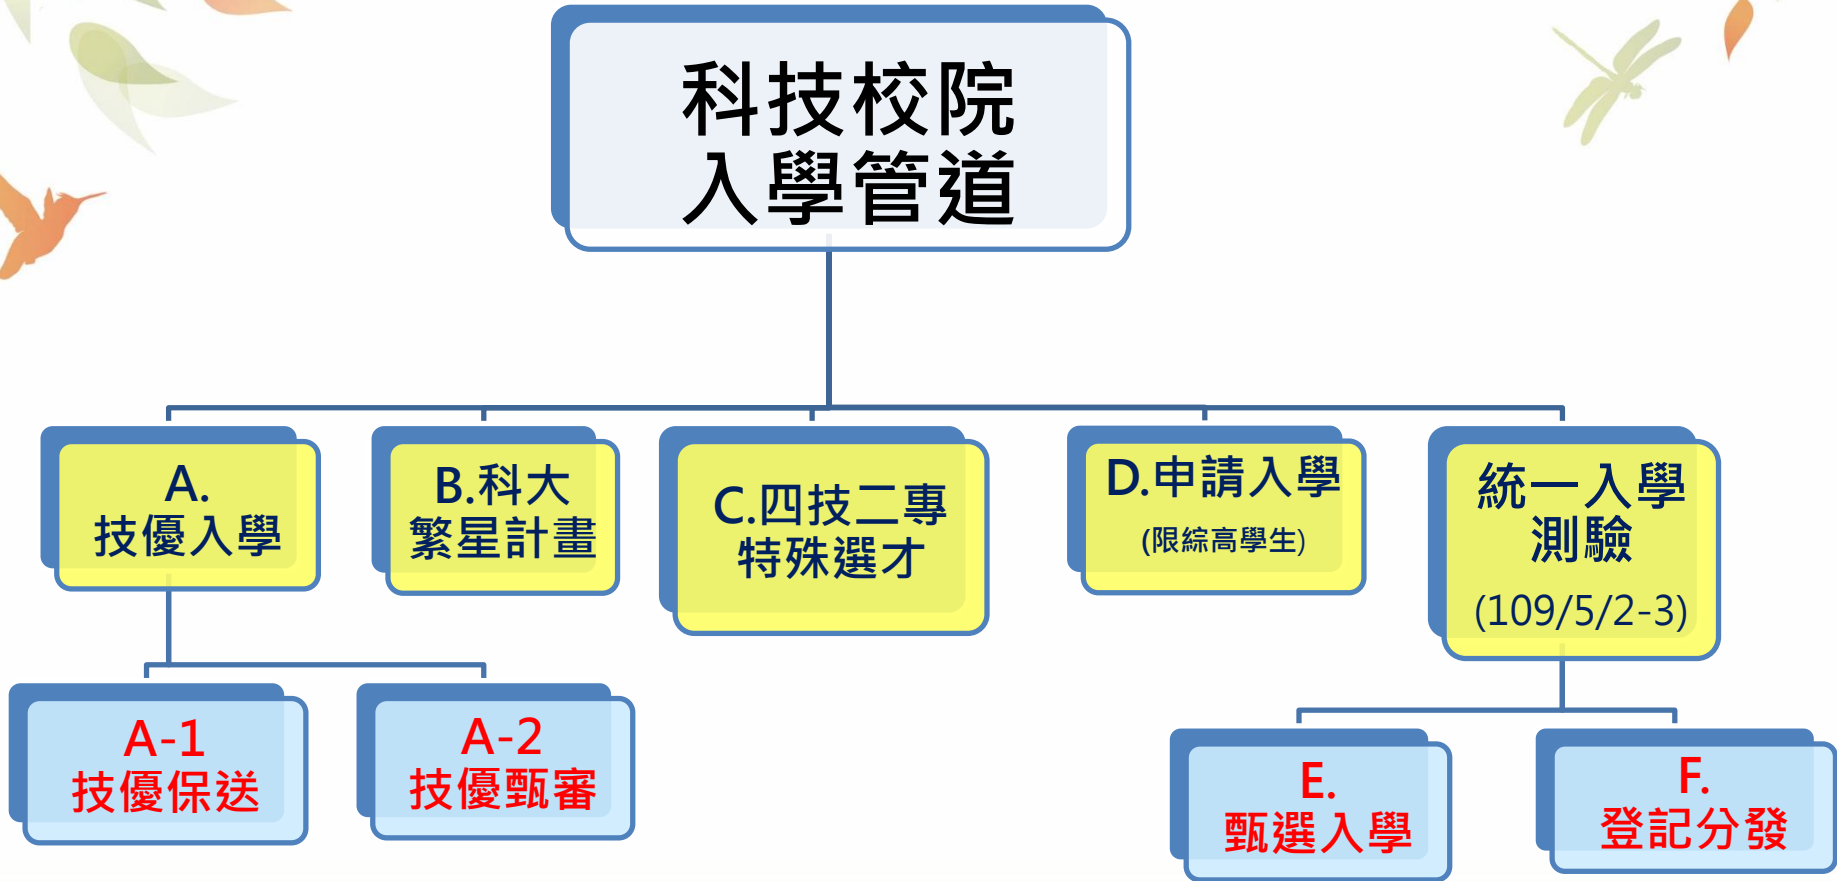 科技校院
入學管道
A.
技優入學
B.科大
繁星計畫
C.四技二專
特殊選才
D.申請入學
(限綜高學生)
統一入學
測驗
(109/5/2-3)
A-1
技優保送
A-2
技優甄審
E.
甄選入學
F.
登記分發